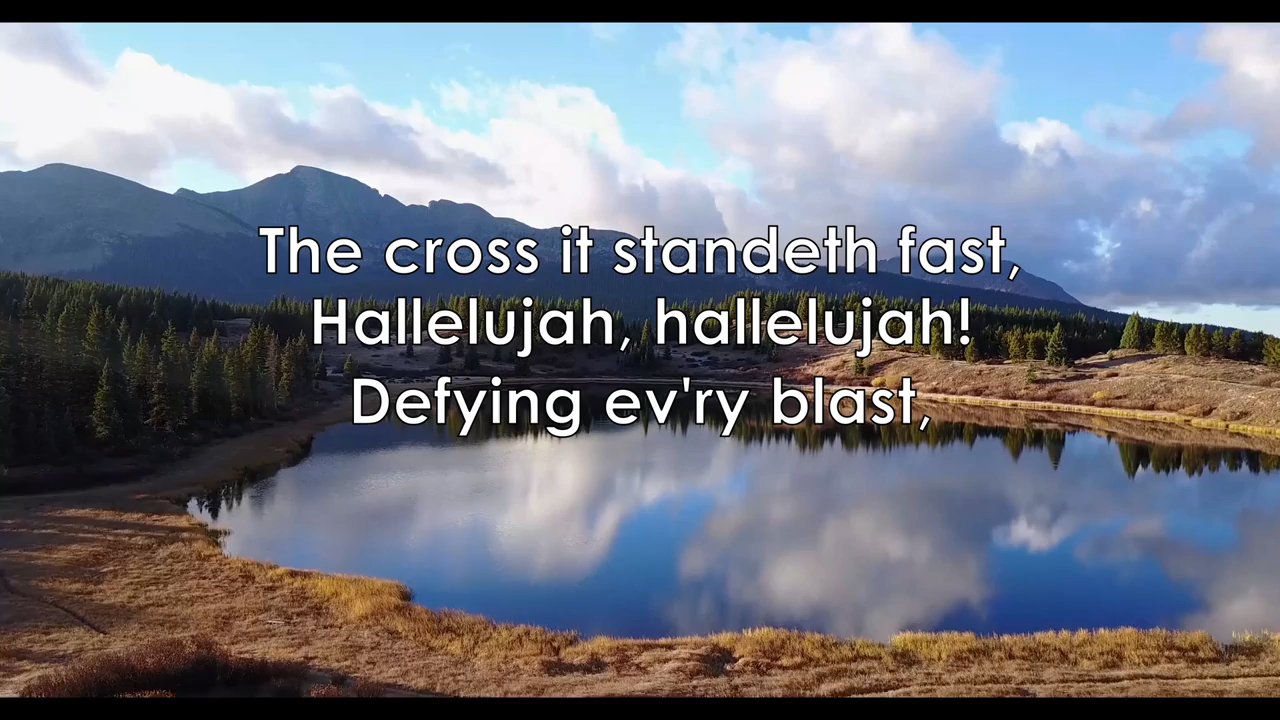 The cross it standeth fast,
Hallelujah, hallelujah!
Defying ev'ry blast,